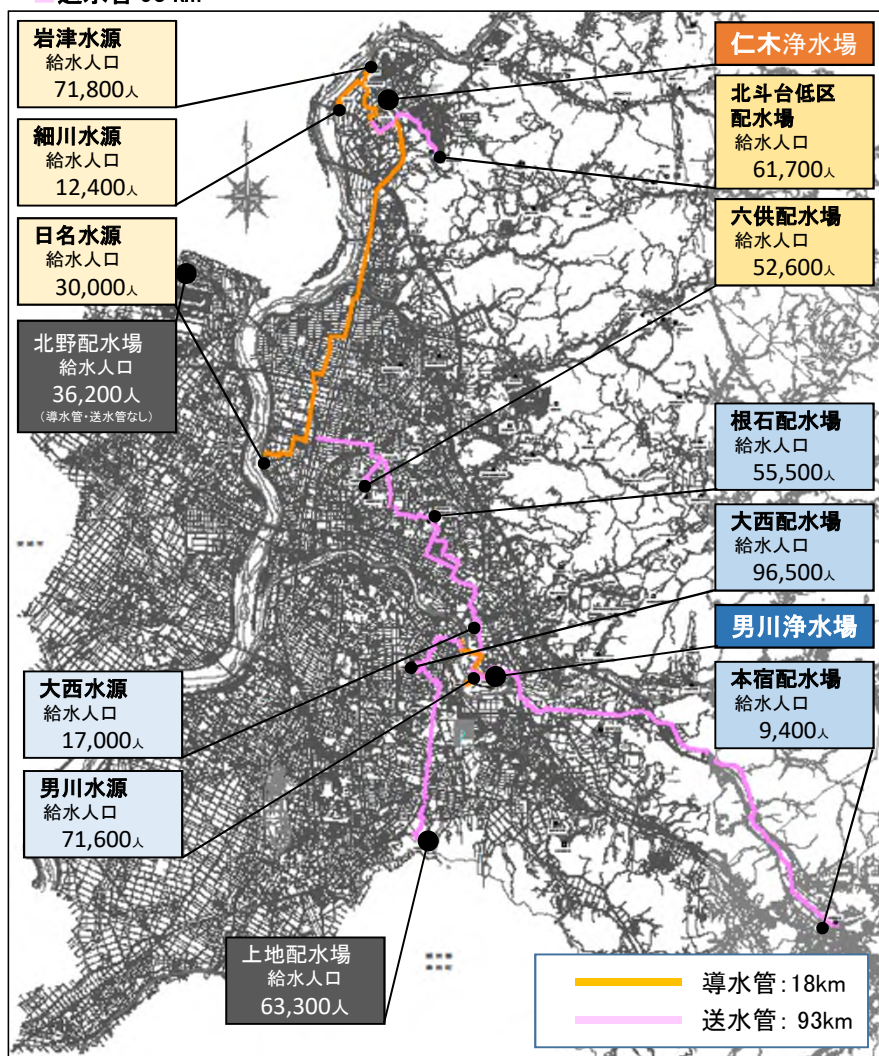 岩津水源
給水人口
71,800人
細川水源
給水人口
12,400人
日名水源
給水人口
30,000人
北野配水場
給水人口
36,200人
(導水管・送水管なし)
仁木浄水場
北斗台低区
配水場
給水人口
61,700人
六供配水場
給水人口
52,600人
根石配水場
給水人口
55,500人
大西配水場
給水人口
96,500人
男川浄水場
本宿配水場
給水人口
9,400人
大西水源
給水人口
17,000人
男川水源
給水人口
71,600人
上地配水場
給水人口
63,300人
導水管:18km
送水管: 93km